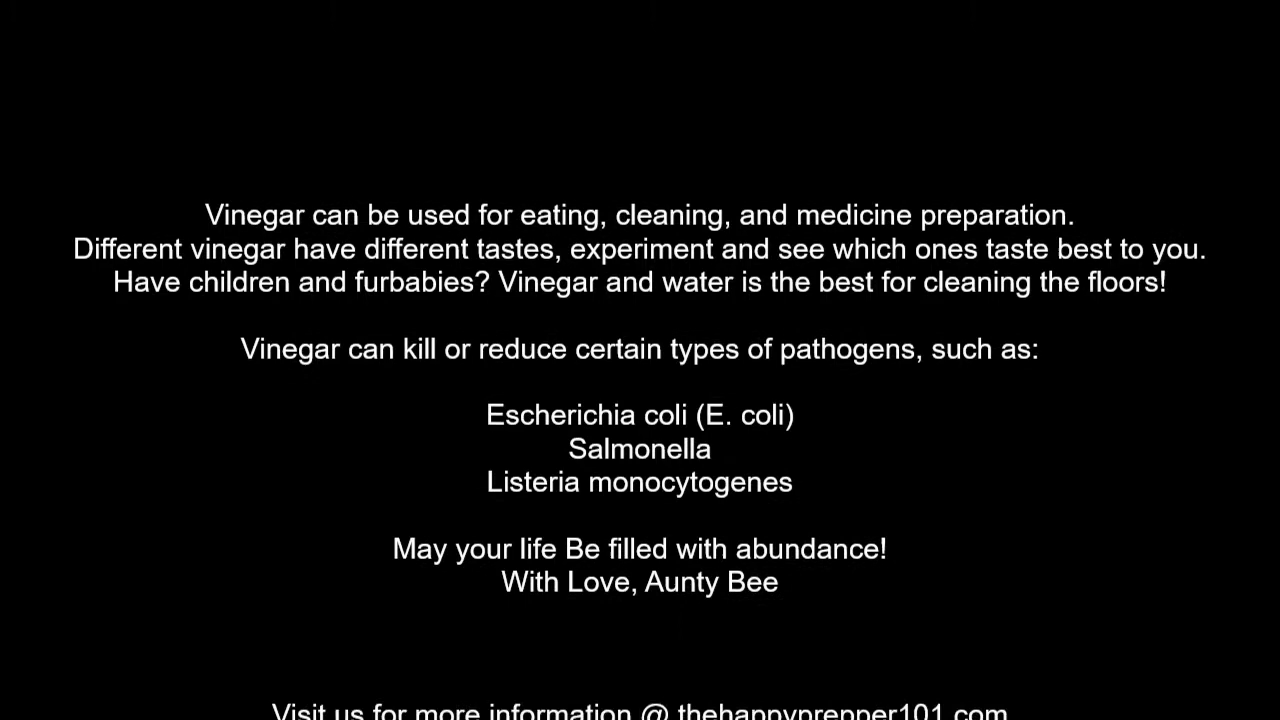 Vinegar can be used for eating, cleaning, and medicine preparation.
Different vinegar have different tastes, experiment and see which ones taste best to you.
Have children and furbabies? Vinegar and water is the best for cleaning the floors!
Vinegar can kill or reduce certain types of pathogens, such as:
Escherichia coli (E. coli)
Salmonella
Listeria monocytogenes
May your life Be filled with abundance!
With Love, Aunty Bee
Visit us for more information @ thehappyprepper101.com